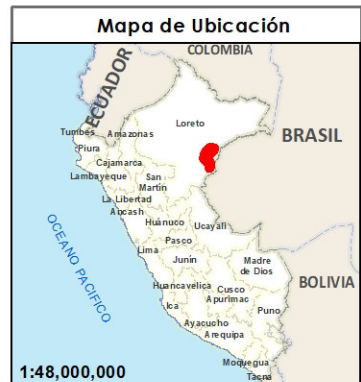 Mapa de Ubicación
COLOMBIA
ECUADOR
Loreto
Tumbes
Amazonas
BRASIL
Piura
Cajamarca
Lambayeque
San
Martín
La Libertad
Ancash
Huánuco
Ucayali
Pasco
Lima
Junín
Madre
de Dios
OCEANO PACIFICO
Huancavelica
Cusco
BOLIVIA
Apurimac
Ica
Puno
Ayacucho
Arequipa
Moquegua
1:48,000,000
Tacna